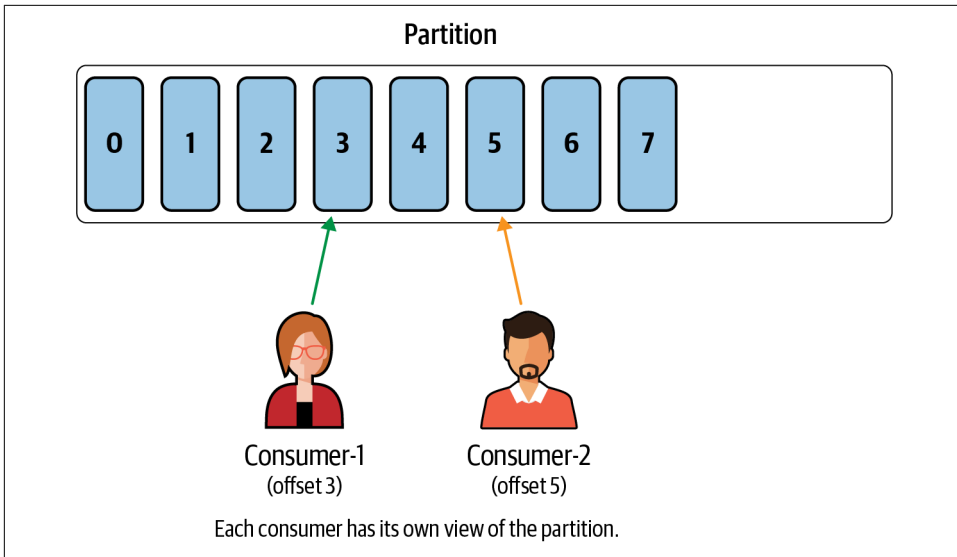 Partition
0 1 2 3 4 5 6 7
Consumer-1
(offset 3)
Consumer-2
(offset 5)
Each consumer has its own view of the partition.